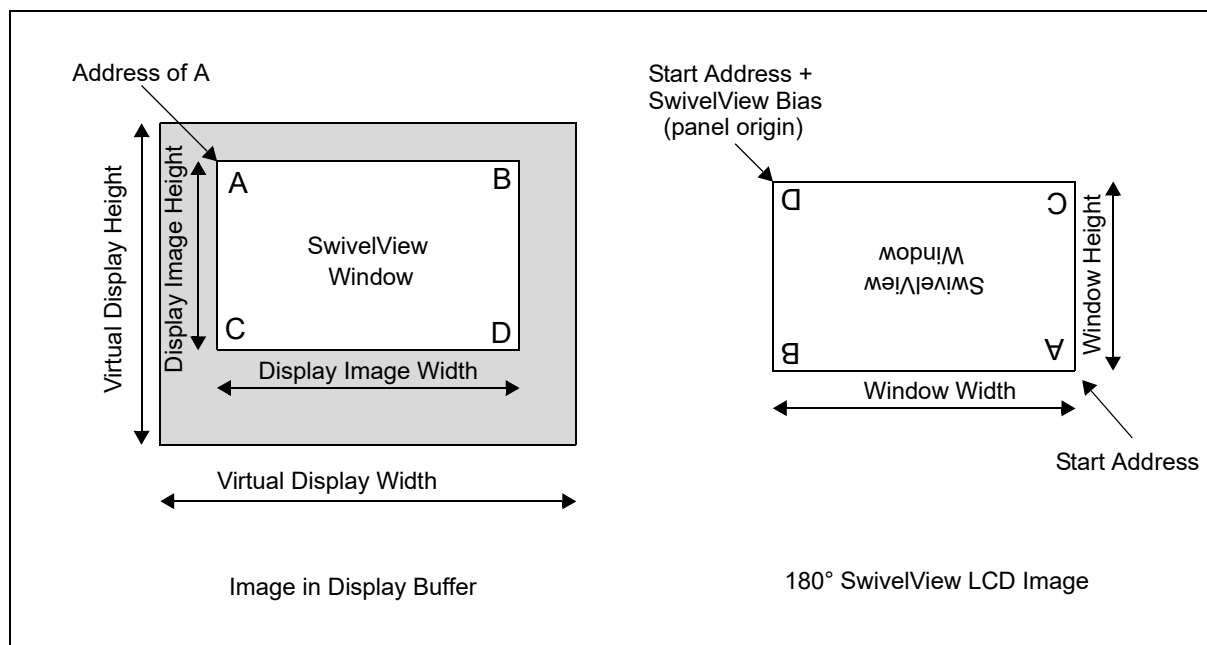 Address of A
Virtual Display Height
Display Image Height
A
B
SwivelView
Window
C
D
Display Image Width
Virtual Display Width
Image in Display Buffer
Start Address +
SwivelView Bias
(panel origin)
D
C
SwivelView
Window
B
A
Window Height
Window Width
Start Address
180° SwivelView LCD Image